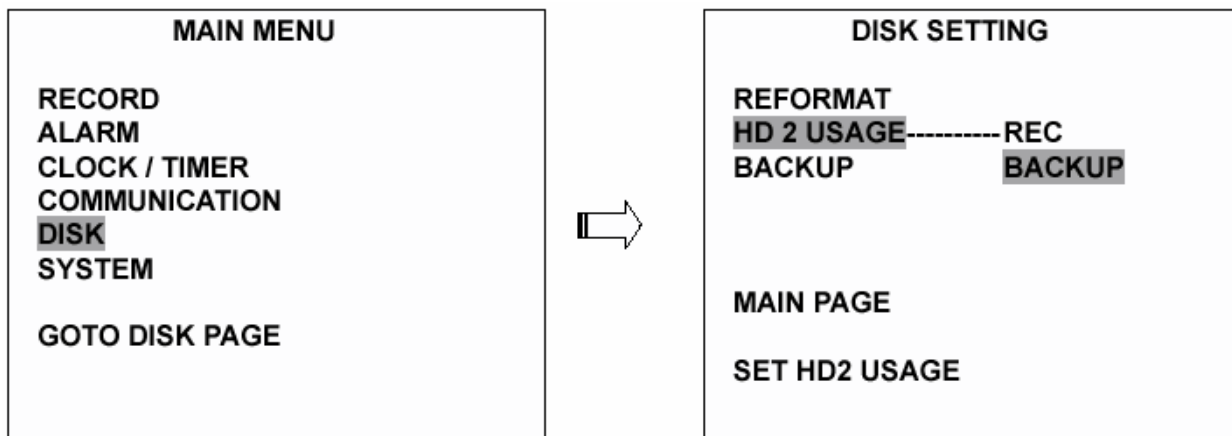 MAIN MENU
RECORD
ALARM
CLOCK / TIMER
COMMUNICATION
DISK
SYSTEM
GOTO DISK PAGE
DISK SETTING
REFORMAT
HD 2 USAGE----------REC
BACKUP BACKUP
MAIN PAGE
SET HD2 USAGE